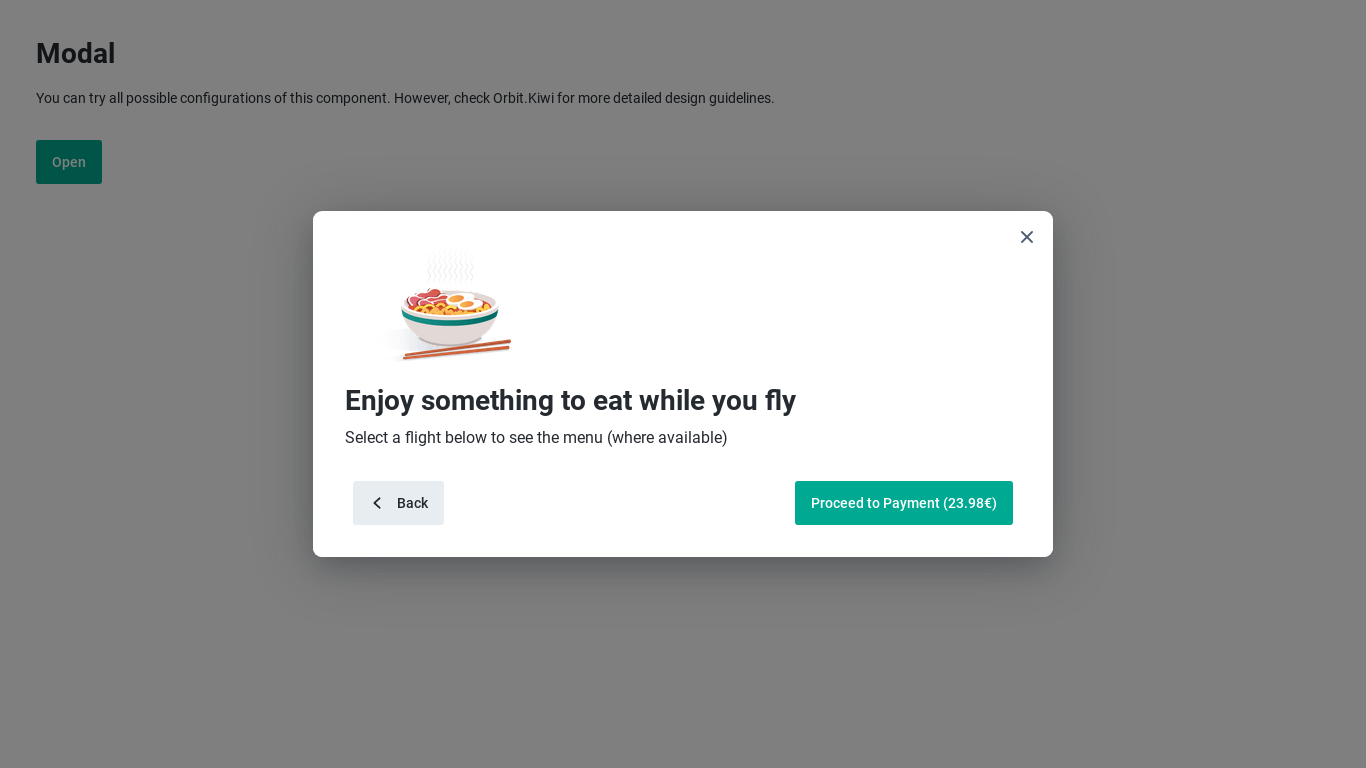 Modal
You can try all possible configurations of this component. However, check Orbit.Kiwi for more detailed design guidelines.
Open
Enjoy something to eat while you fly
Select a flight below to see the menu (where available)
Back
Proceed to Payment (23.98€)